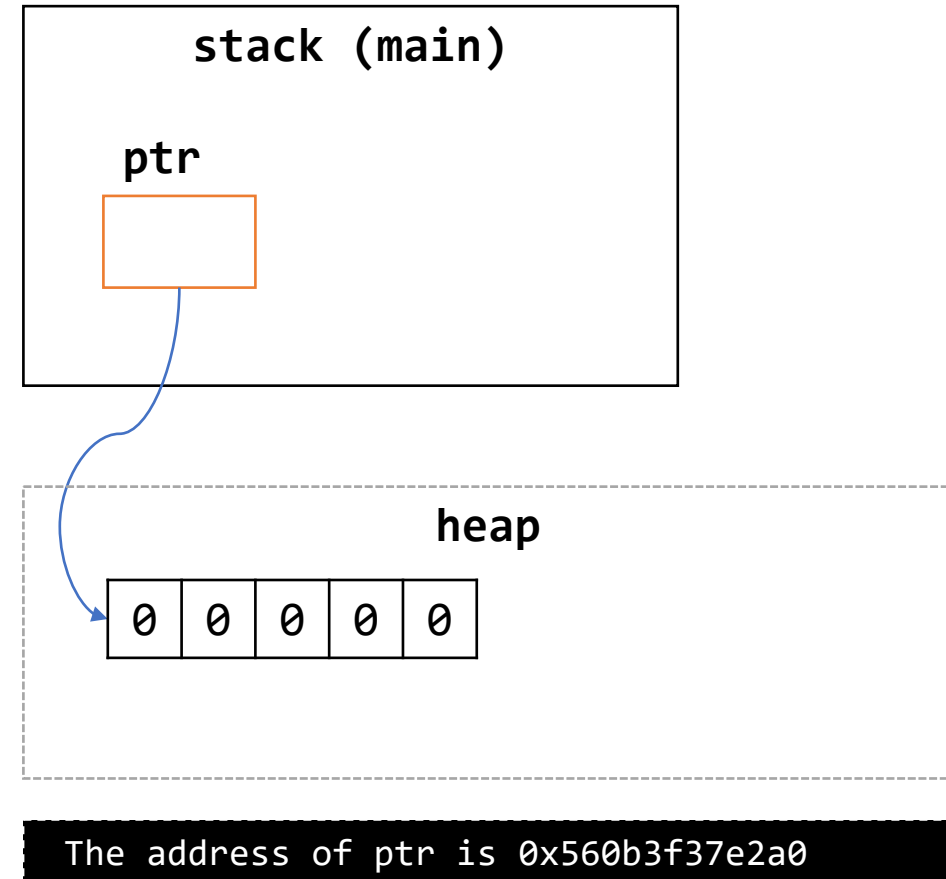 stack (main)
ptr
heap
0 0 0 0 0
The address of ptr is 0x560b3f37e2a0